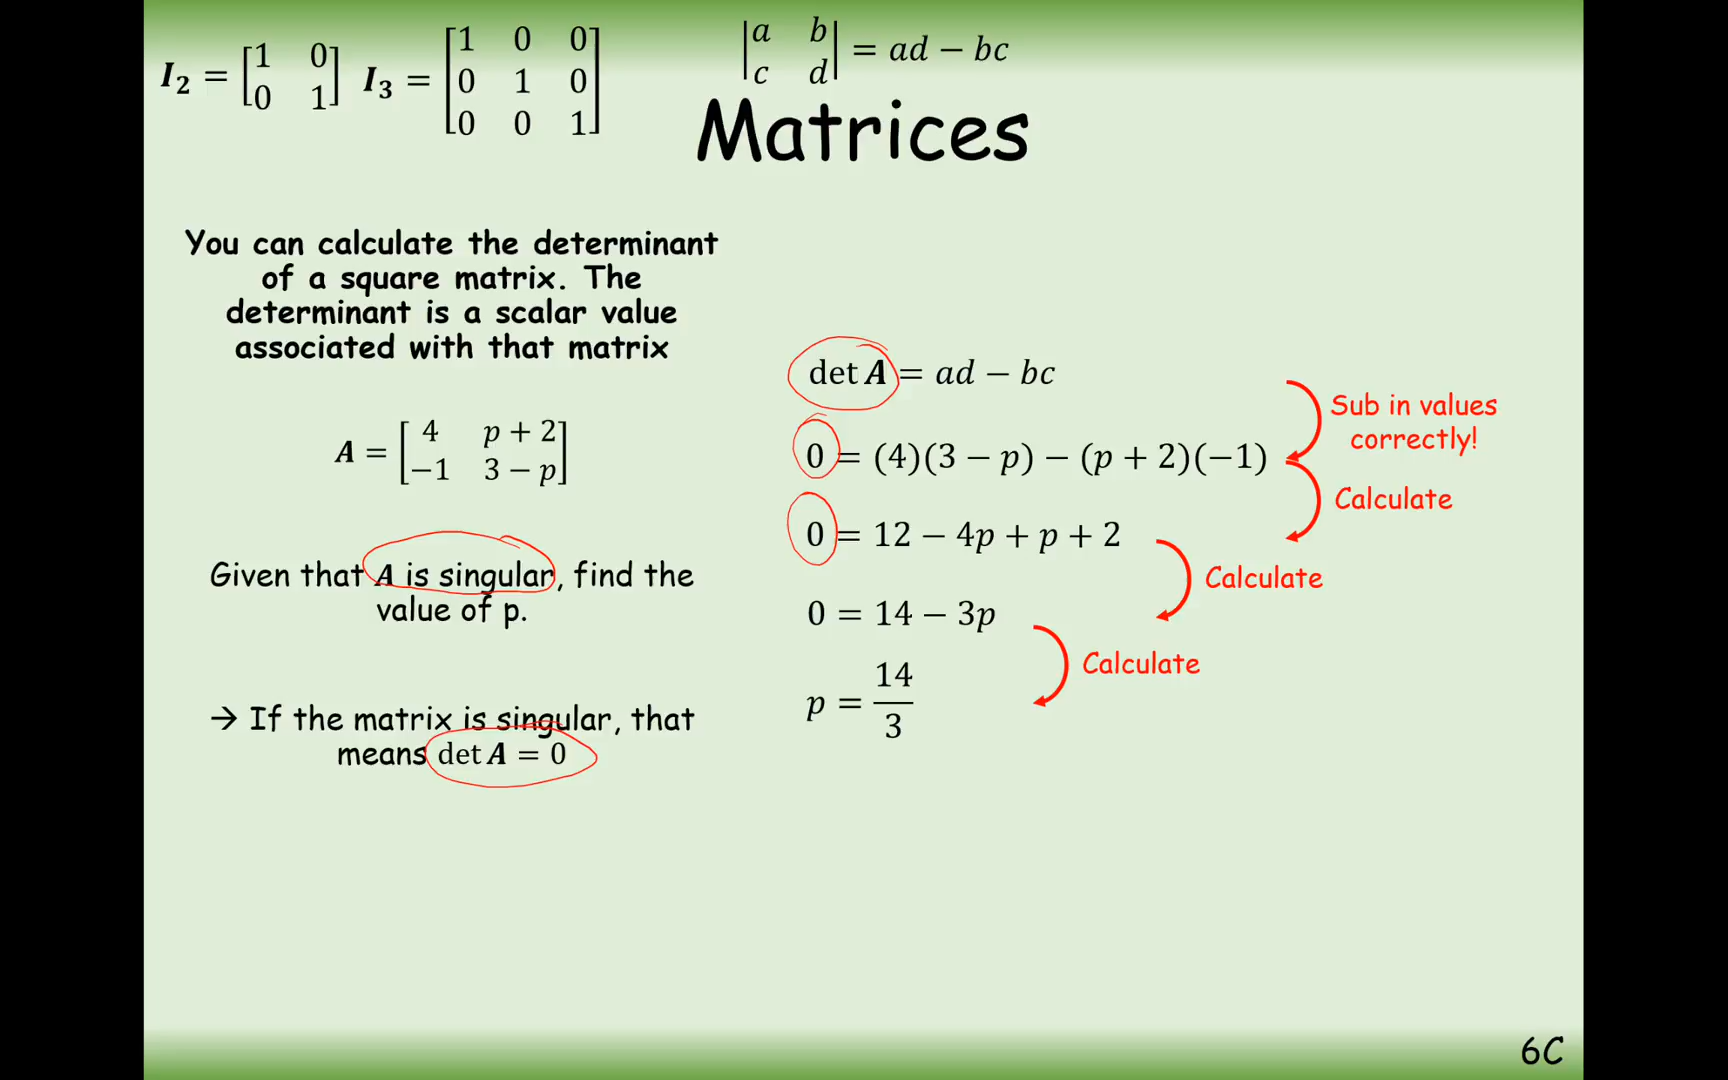 I₂ = [1 0
0 1]
I₃ = [1 0 0
0 1 0
0 0 1]
|a b
c d| = ad − bc
Matrices
You can calculate the determinant
of a square matrix. The
determinant is a scalar value
associated with that matrix
A = [4 p + 2
−1 3 − p]
Given that A is singular, find the
value of p.
→ If the matrix is singular, that
means det A = 0
det A = ad − bc
0 = (4)(3 − p) − (p + 2)(−1)
0 = 12 − 4p + p + 2
0 = 14 − 3p
p = 14/3
Sub in values
correctly!
Calculate
Calculate
Calculate
6C